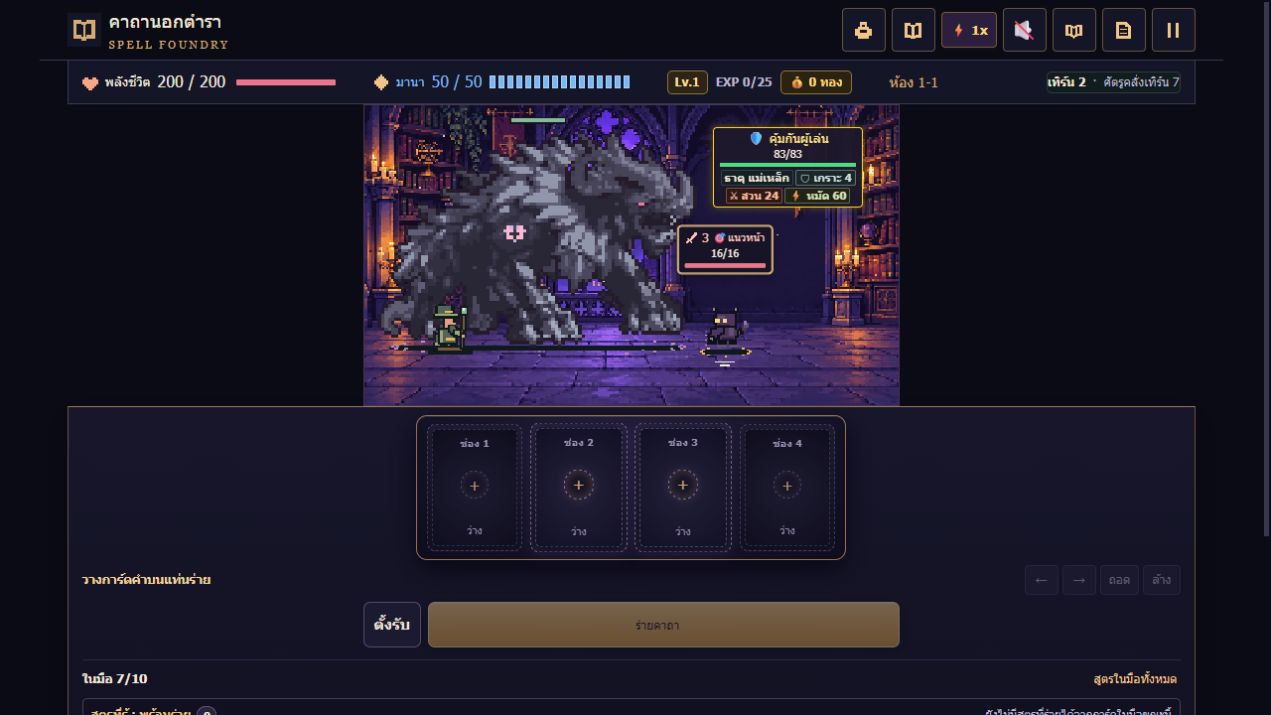 คาถานอกตำรา
SPELL FOUNDRY
1x
พลังชีวิต 200 / 200
มานา 50 / 50
Lv.1 EXP 0/25 0 ทอง
ห้อง 1-1
เทิร์น 2 · ศัตรูคลั่งเทิร์น 7
คุ้มกันผู้เล่น
83/83
ธาตุ แม่เหล็ก เกราะ 4
สวน 24 หมัด 60
3 แนวหน้า
16/16
ช่อง 1 ช่อง 2 ช่อง 3 ช่อง 4
+ + + +
ว่าง ว่าง ว่าง ว่าง
วางการ์ดคำบนแท่นร่าย
← → ถอด ล้าง
ตั้งรับ ร่ายคาถา
ในมือ 7/10
สูตรในมือทั้งหมด